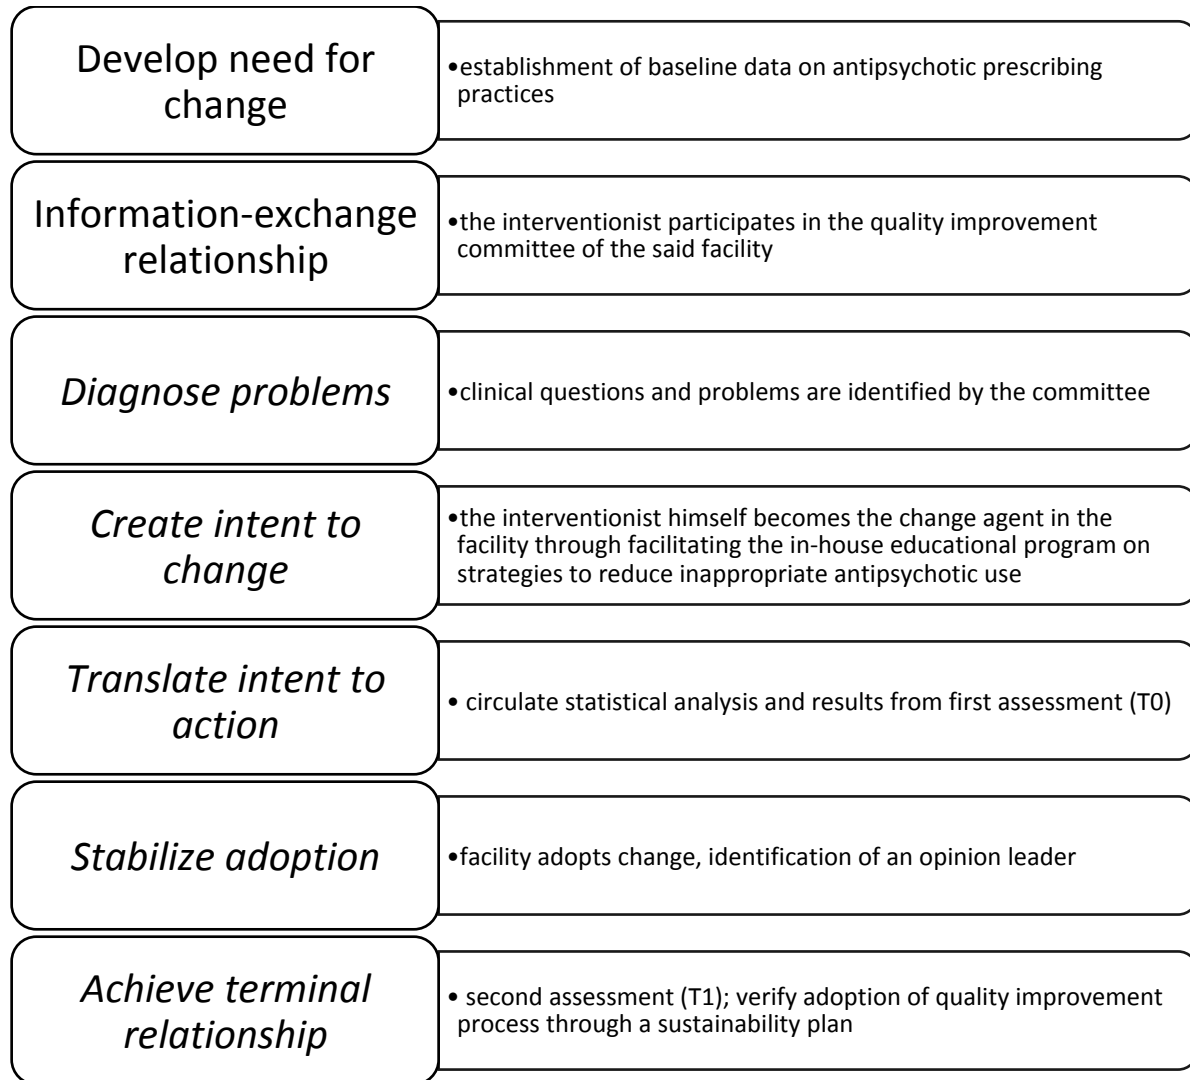 Develop need for
change
•establishment of baseline data on antipsychotic prescribing
practices
Information-exchange
relationship
•the interventionist participates in the quality improvement
committee of the said facility
Diagnose problems
•clinical questions and problems are identified by the committee
Create intent to
change
•the interventionist himself becomes the change agent in the
facility through facilitating the in-house educational program on
strategies to reduce inappropriate antipsychotic use
Translate intent to
action
• circulate statistical analysis and results from first assessment (T0)
Stabilize adoption
•facility adopts change, identification of an opinion leader
Achieve terminal
relationship
• second assessment (T1); verify adoption of quality improvement
process through a sustainability plan